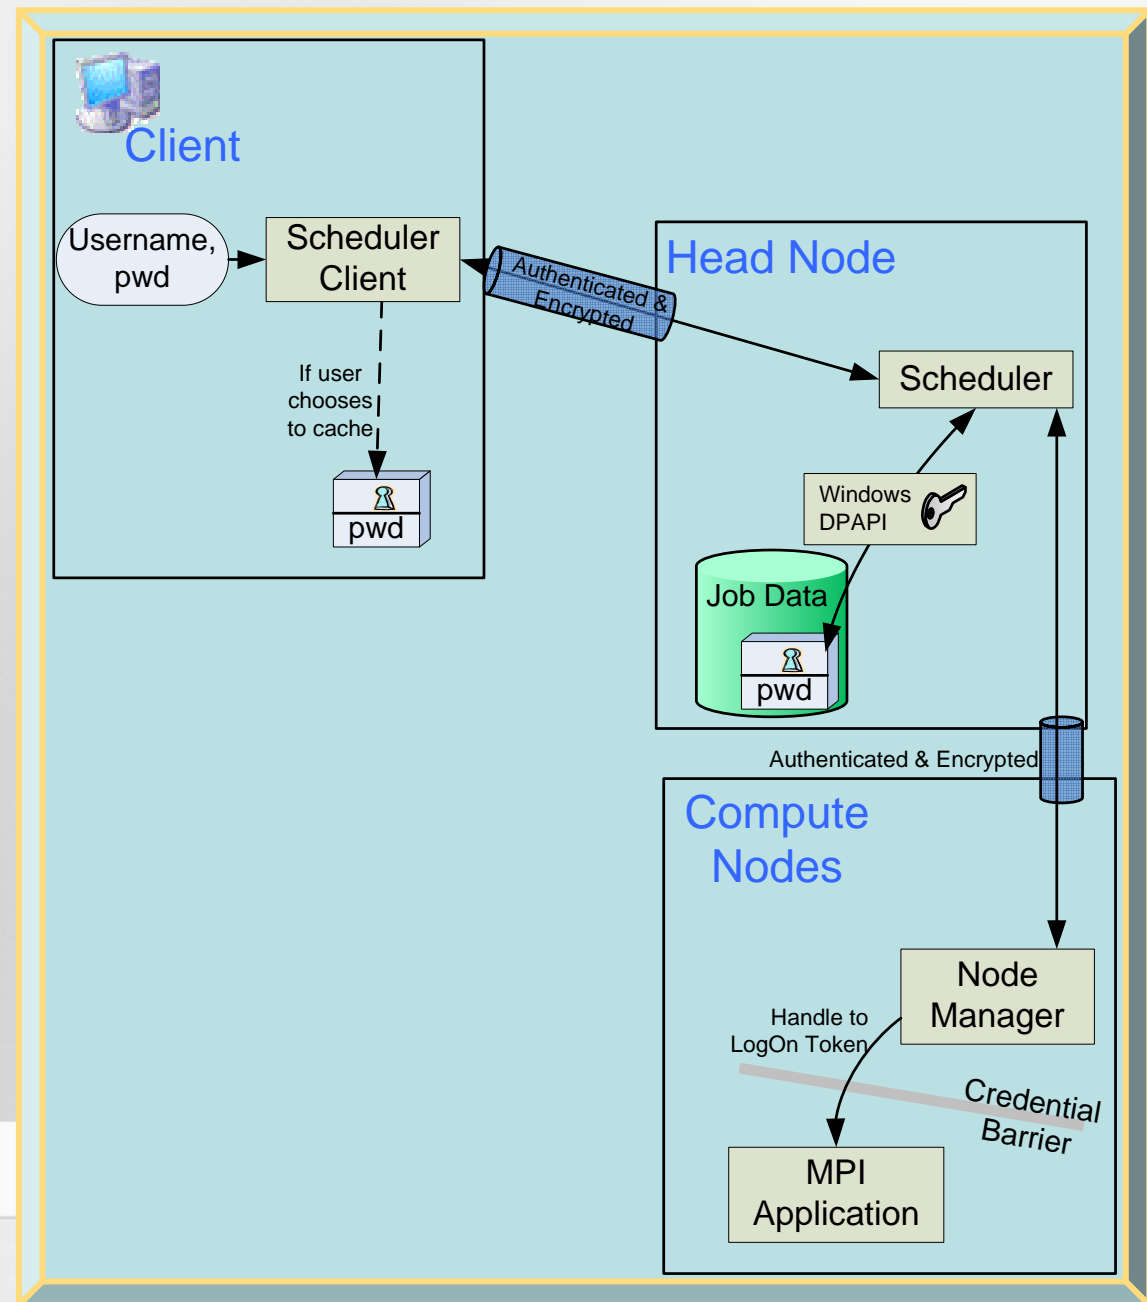 Client
Username,
pwd
Scheduler
Client
If user
chooses
to cache
pwd
Authenticated &
Encrypted
Head Node
Scheduler
Windows
DPAPI
Job Data
pwd
Authenticated & Encrypted
Compute
Nodes
Node
Manager
Handle to
LogOn Token
Credential
Barrier
MPI
Application